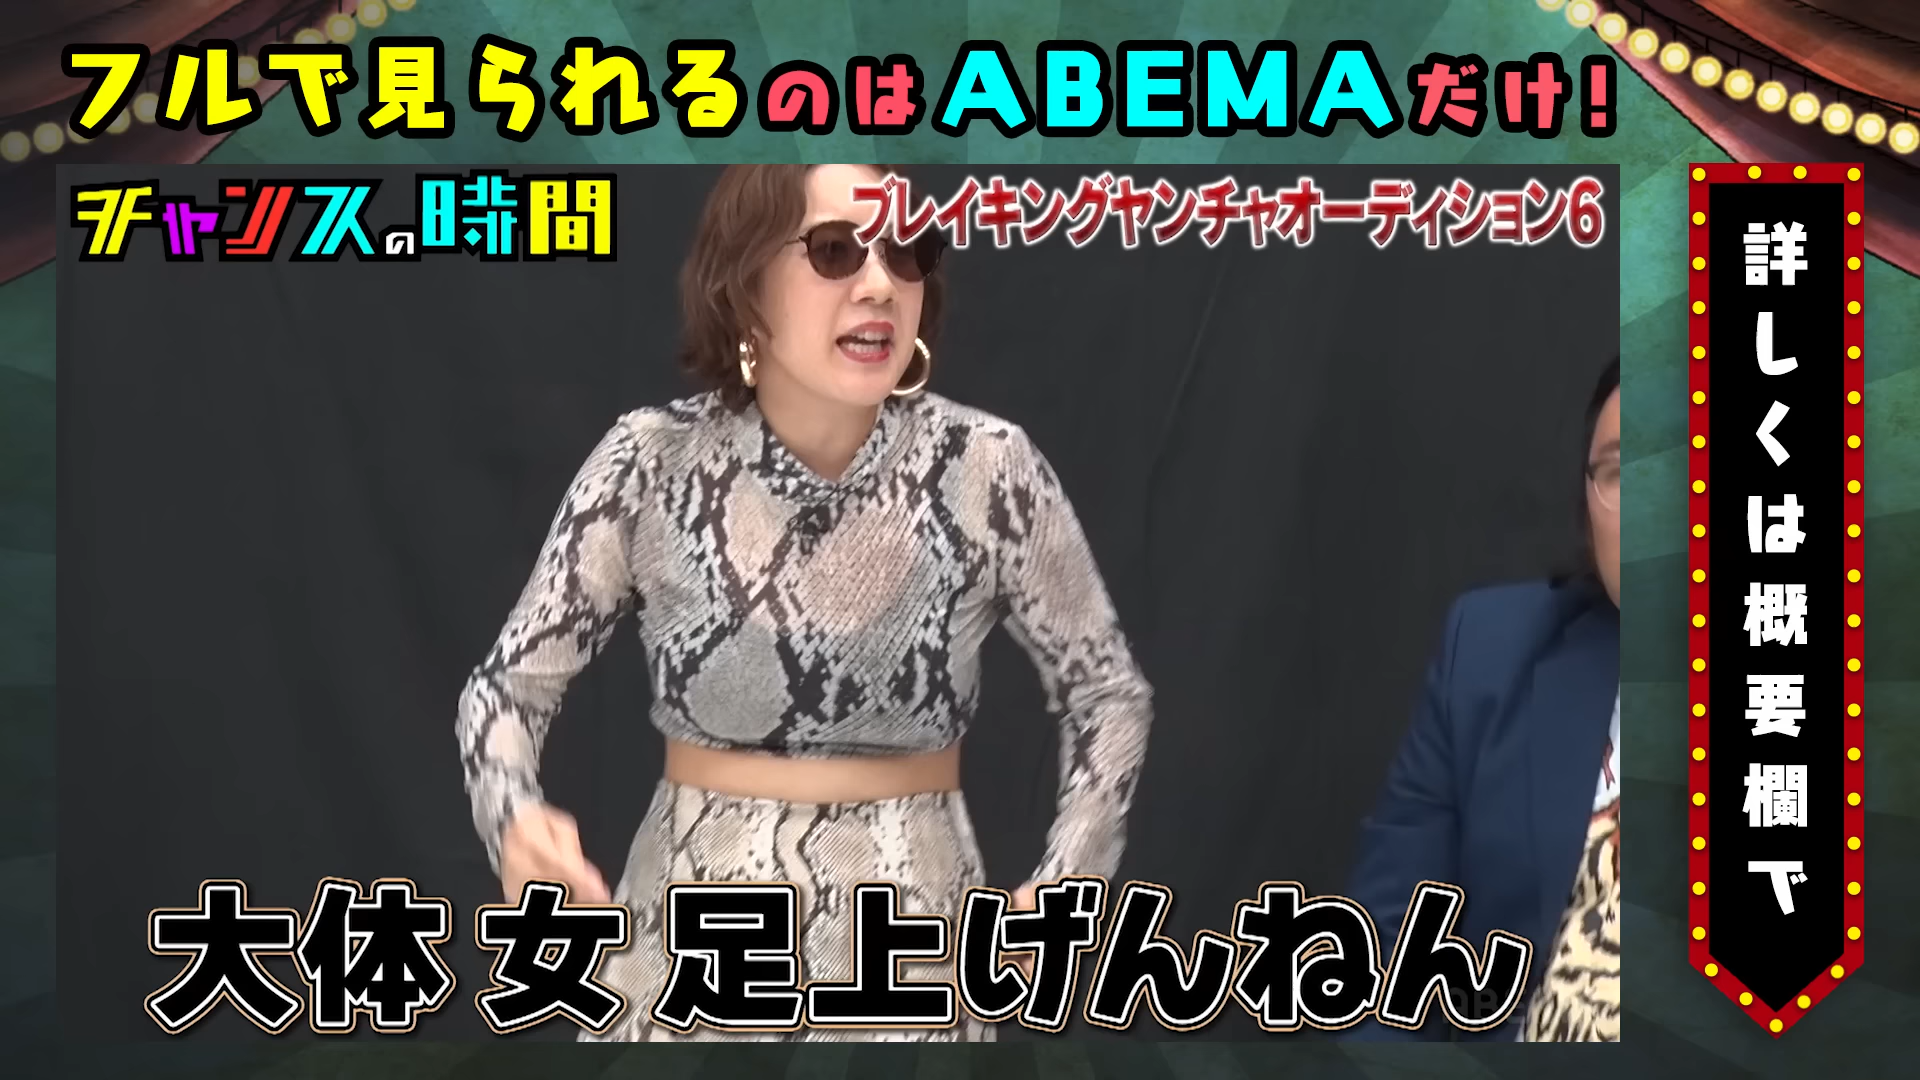 フルで見られるのはABEMAだけ!
チャンスの時間
ブレイキングヤンチャオーディション6
詳しくは概要欄で
大体 女 足上げんねん